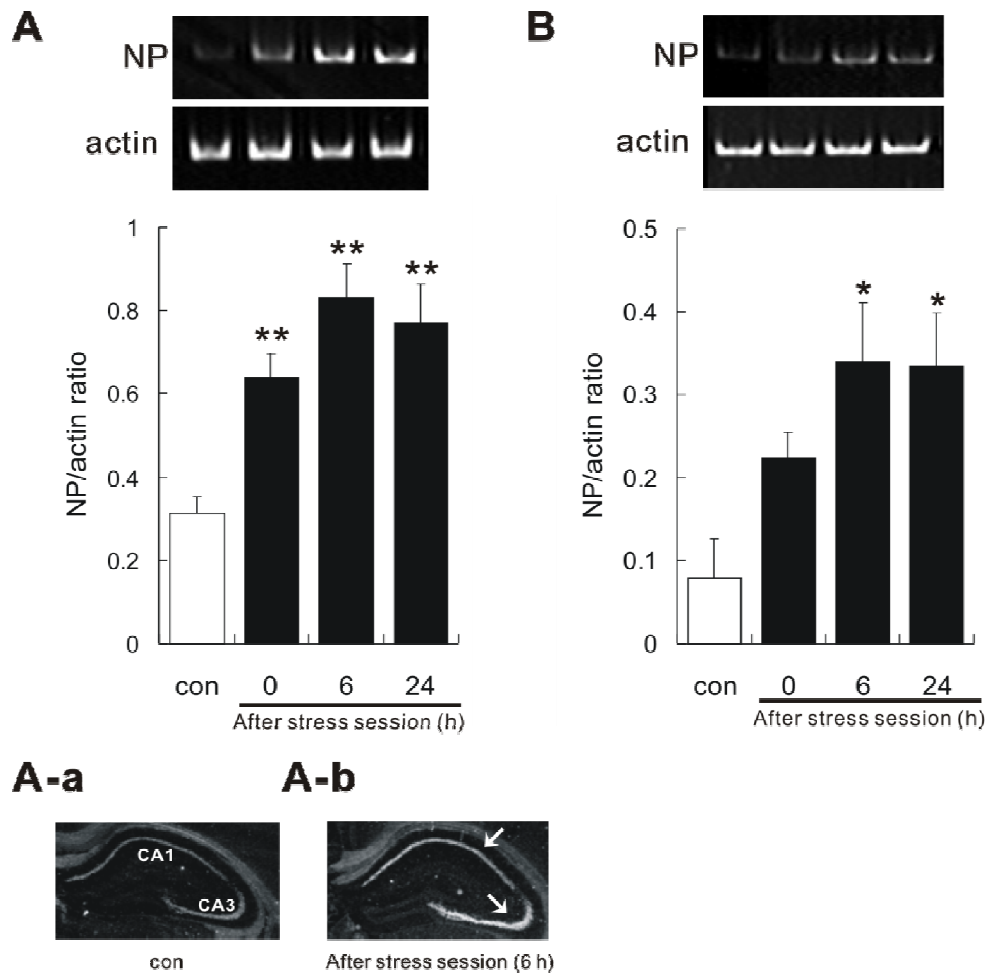 A
NP
actin
1
0.8
0.6
0.4
0.2
0
NP/actin ratio
**
**
**
con 0 6 24
After stress session (h)
B
NP
actin
0.5
0.4
0.3
0.2
0.1
0
NP/actin ratio
*
*
con 0 6 24
After stress session (h)
A-a
CA1
CA3
con
A-b
After stress session (6 h)